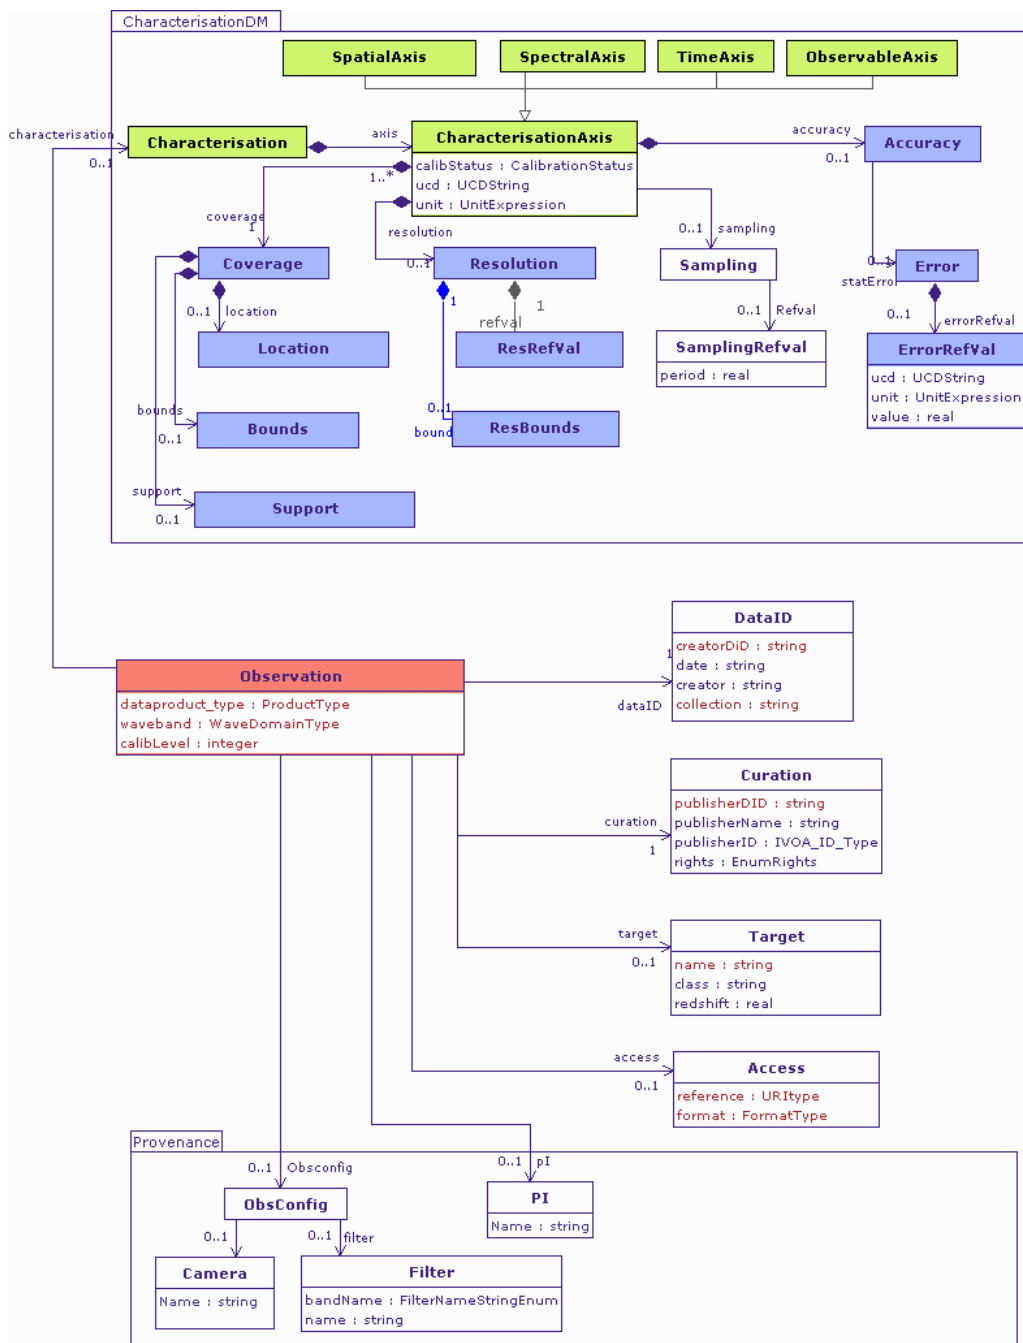 CharacterisationDM
SpatialAxis
SpectralAxis
TimeAxis
ObservableAxis
characterisation
0..1
Characterisation
axis
1..*
CharacterisationAxis
calibStatus : CalibrationStatus
ucd : UCDString
unit : UnitExpression
accuracy
0..1
Accuracy
coverage
1
resolution
0..1
0..1
sampling
statError
0..1
Coverage
Resolution
Sampling
Error
0..1
location
1
refval
1
0..1
Refval
0..1
errorRefval
Location
ResRefVal
SamplingRefval
period : real
ErrorRefVal
ucd : UCDString
unit : UnitExpression
value : real
bounds
0..1
Bounds
0..1
bound
ResBounds
support
0..1
Support
Observation
dataproduct_type : ProductType
waveband : WaveDomainType
calibLevel : integer
1
dataID
DataID
creatorDiD : string
date : string
creator : string
collection : string
curation
1
Curation
publisherDID : string
publisherName : string
publisherID : IVOA_ID_Type
rights : EnumRights
target
0..1
Target
name : string
class : string
redshift : real
access
0..1
Access
reference : URItype
format : FormatType
Provenance
0..1
Obsconfig
ObsConfig
0..1
pI
PI
Name : string
0..1
0..1
filter
Camera
Name : string
Filter
bandName : FilterNameStringEnum
name : string